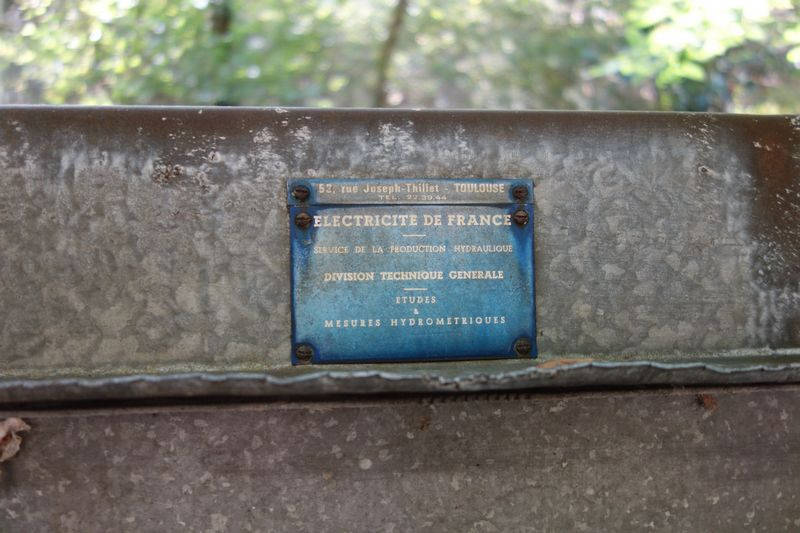 52, rue Joseph-Thillet - TOULOUSE
TEL. 22.39.44
ELECTRICITE DE FRANCE
SERVICE DE LA PRODUCTION HYDRAULIQUE
DIVISION TECHNIQUE GENERALE
ETUDES
&
MESURES HYDROMETRIQUES